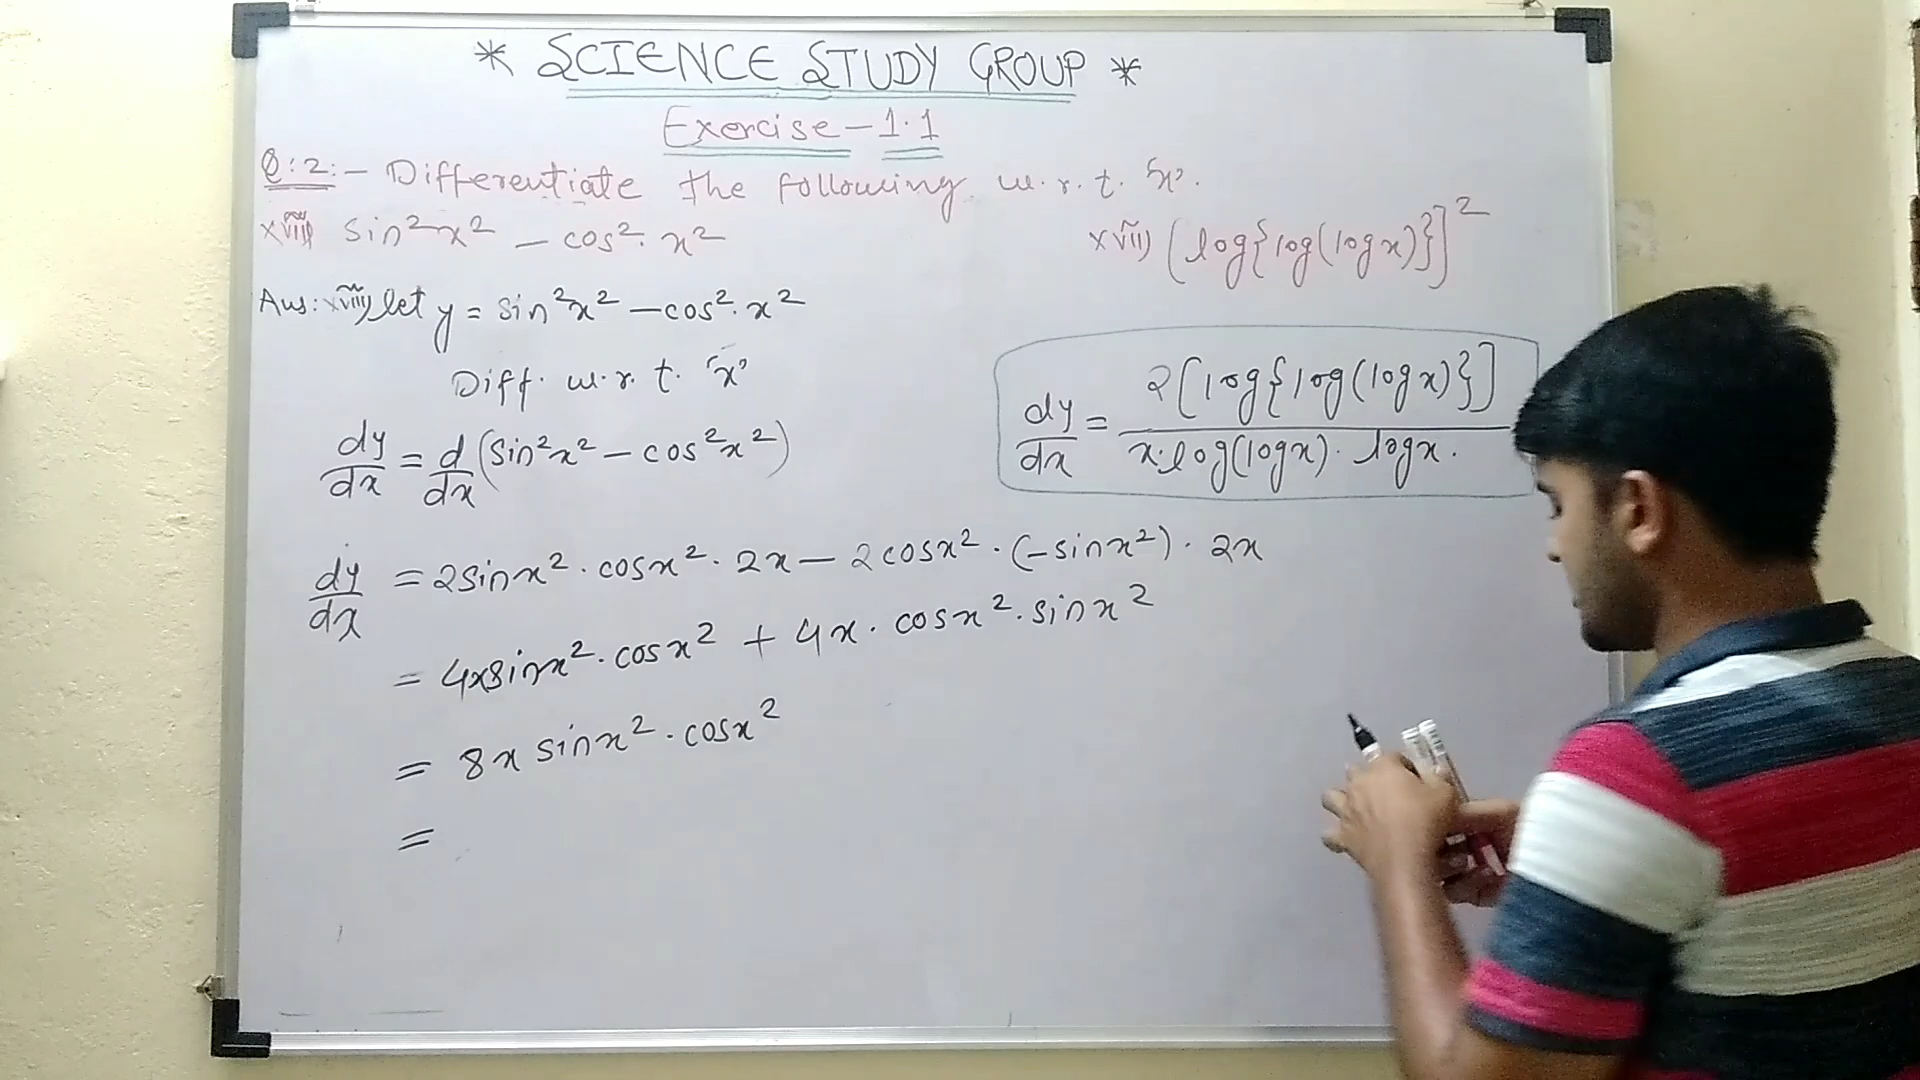 * SCIENCE STUDY GROUP *
Exercise – 1.1
Q:2:– Differentiate the following w.r.t. 'x'.
xviii) sin²x² – cos²·x²
xvii) [log{log(logx)}]²
Ans: xviii) let y = sin²x² – cos²·x²
Diff. w.r.t. 'x'
dy/dx = d/dx (sin²x² – cos²x²)
dy/dx = 2[log{log(logx)}] / x·log(logx)·logx.
dy/dx = 2sinx²·cosx²·2x – 2cosx²·(–sinx²)·2x
= 4xsinx²·cosx² + 4x·cosx²·sinx²
= 8x sinx²·cosx²
=